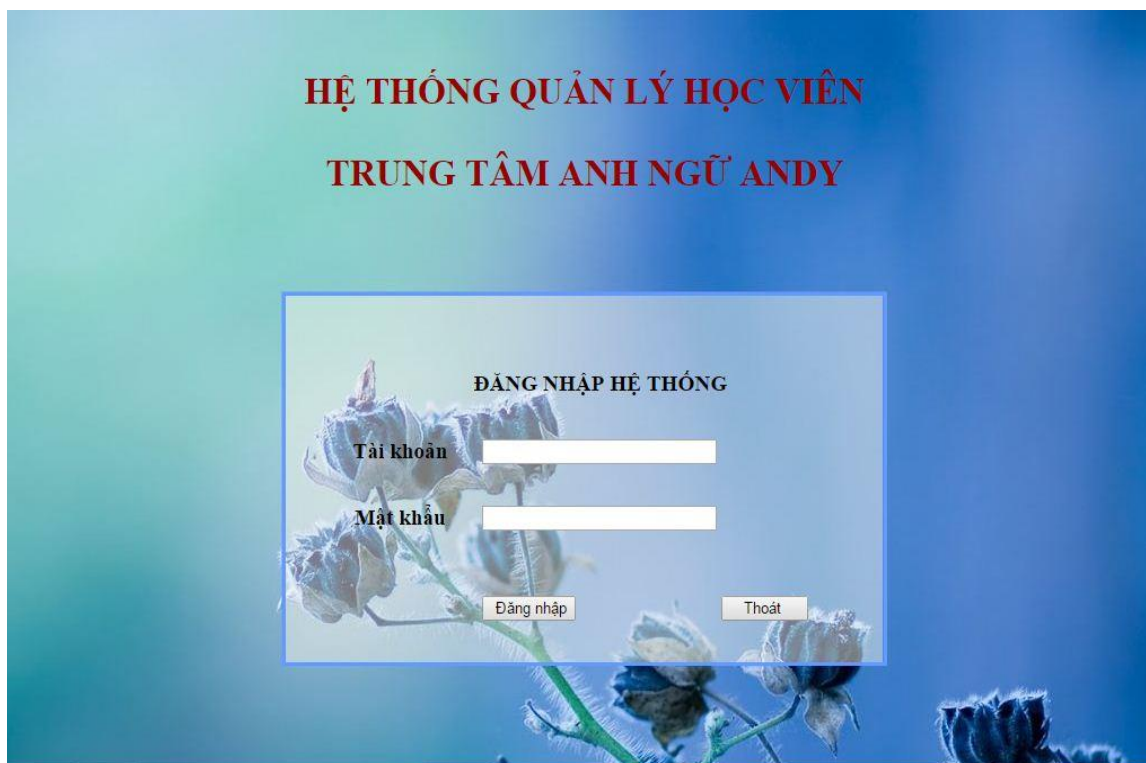 HỆ THỐNG QUẢN LÝ HỌC VIÊN
TRUNG TÂM ANH NGỮ ANDY
ĐĂNG NHẬP HỆ THỐNG
Tài khoản
Mật khẩu
Đăng nhập Thoát